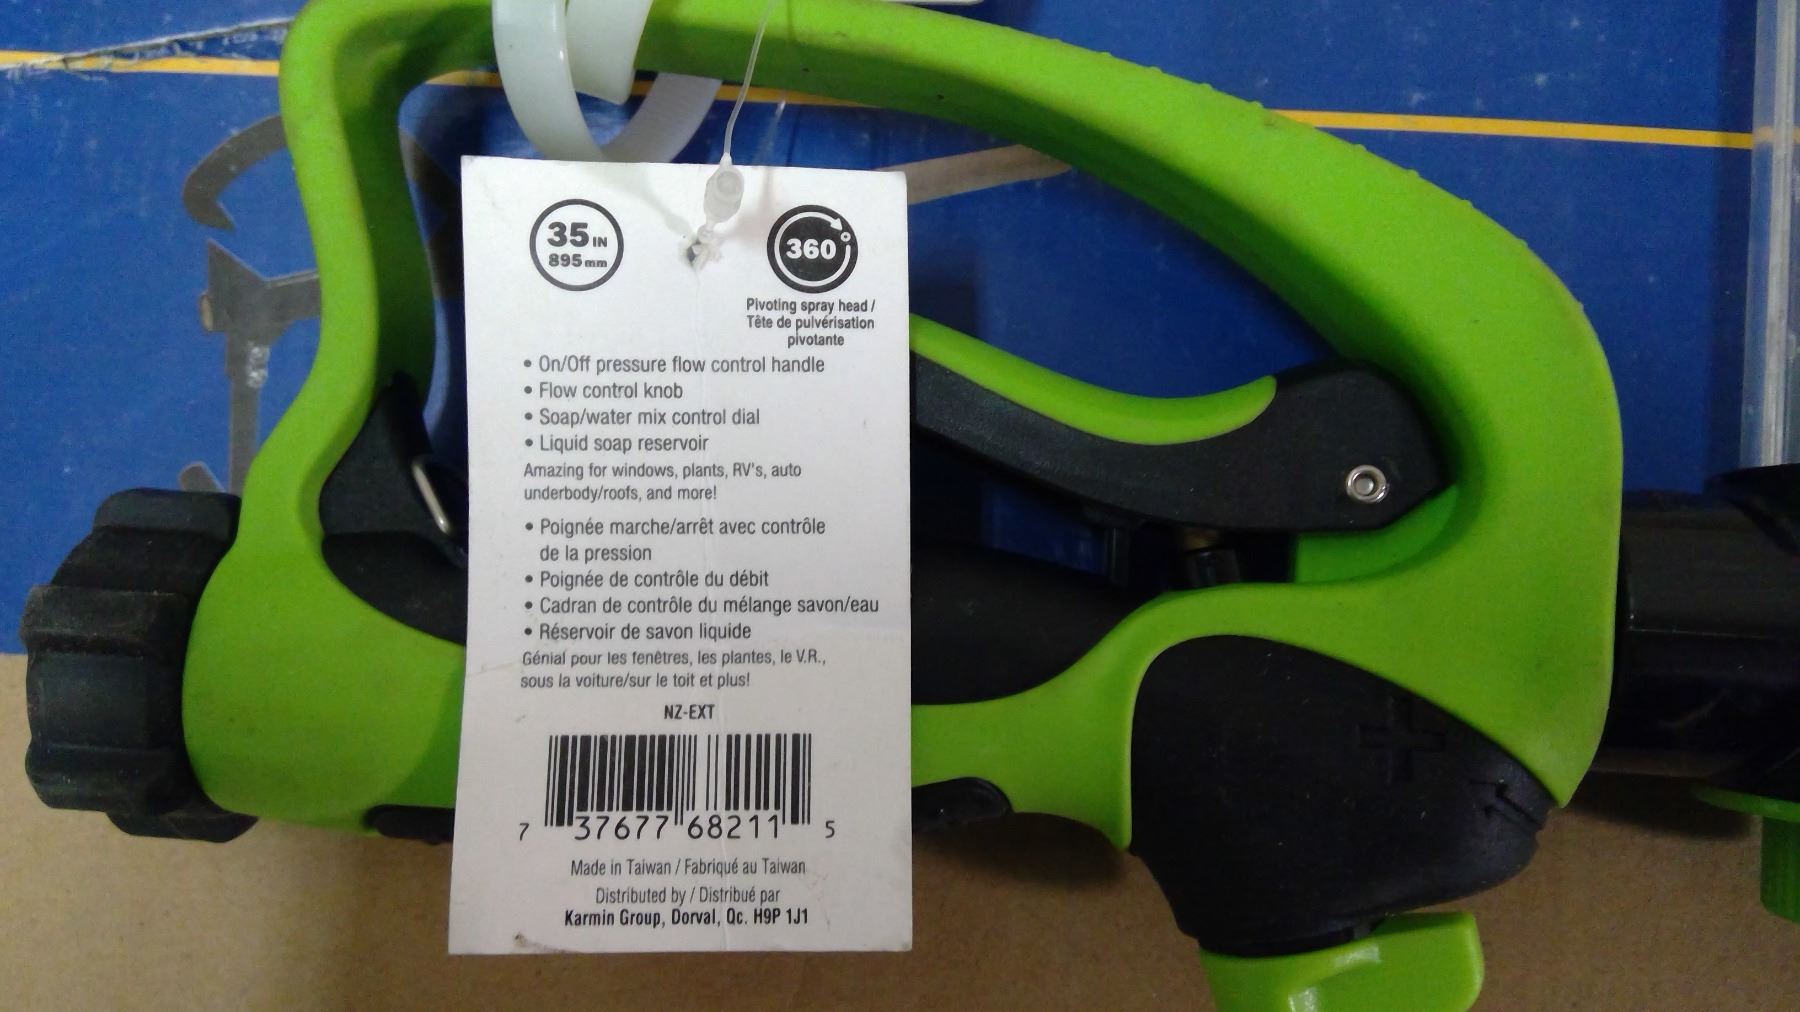 35 IN
895 mm
360°
Pivoting spray head /
Tête de pulvérisation
pivotante
• On/Off pressure flow control handle
• Flow control knob
• Soap/water mix control dial
• Liquid soap reservoir
Amazing for windows, plants, RV's, auto
underbody/roofs, and more!
• Poignée marche/arrêt avec contrôle
de la pression
• Poignée de contrôle du débit
• Cadran de contrôle du mélange savon/eau
• Réservoir de savon liquide
Génial pour les fenêtres, les plantes, le V.R.,
sous la voiture/sur le toit et plus!
NZ-EXT
7 37677 68211 5
Made in Taiwan / Fabriqué au Taiwan
Distributed by / Distribué par
Karmin Group, Dorval, Qc. H9P 1J1